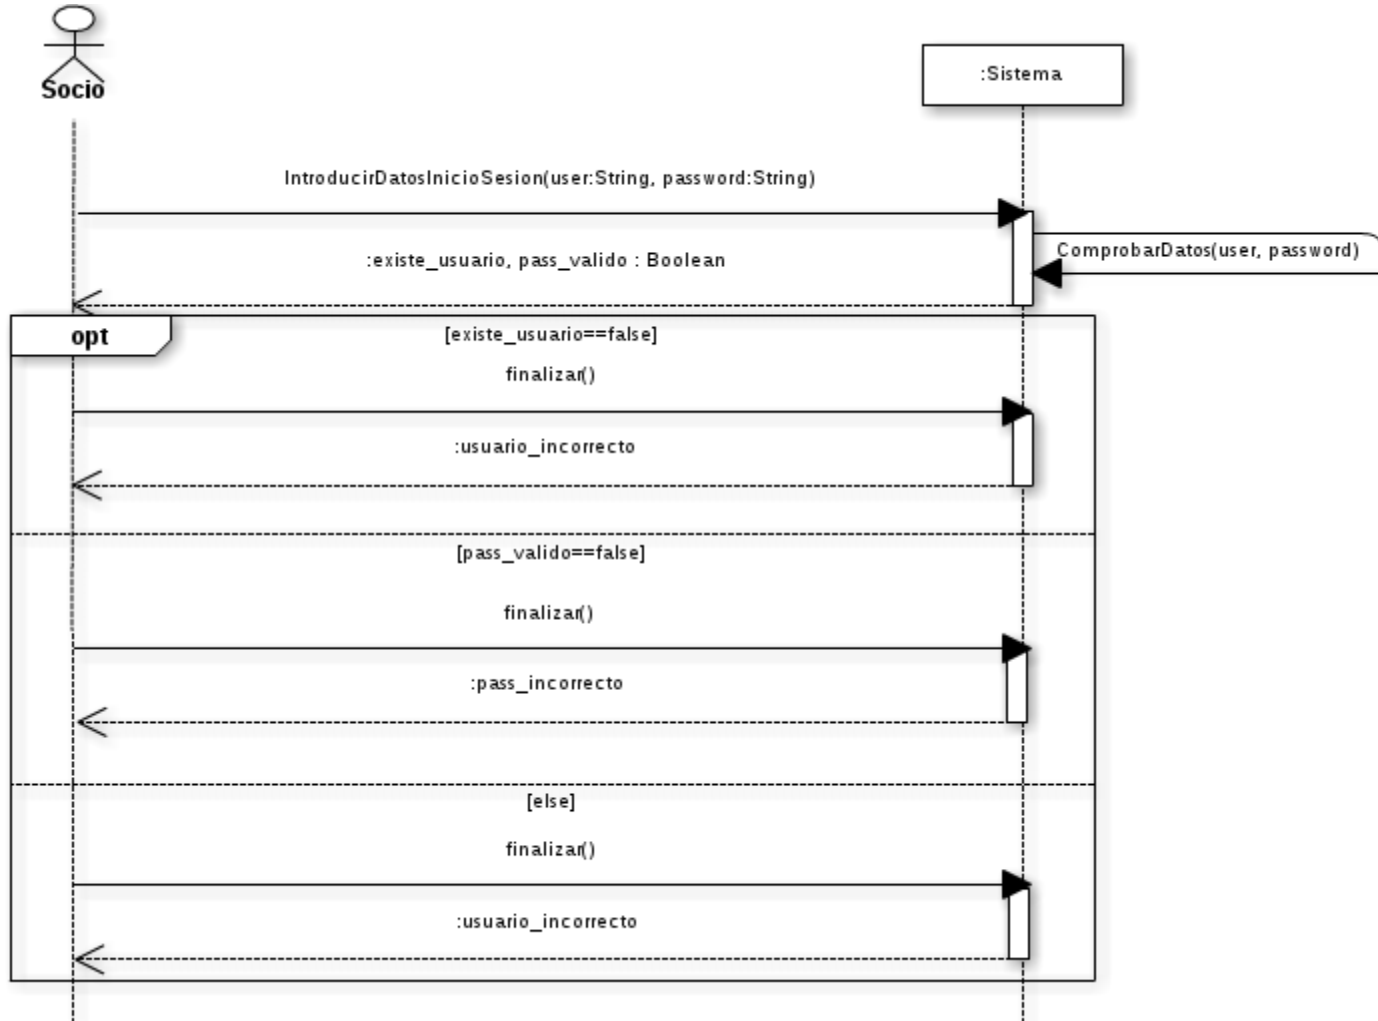 Socio
:Sistema
IntroducirDatosInicioSesion(user:String, password:String)
ComprobarDatos(user, password)
:existe_usuario, pass_valido : Boolean
opt
[existe_usuario==false]
finalizar()
:usuario_incorrecto
[pass_valido==false]
finalizar()
:pass_incorrecto
[else]
finalizar()
:usuario_incorrecto